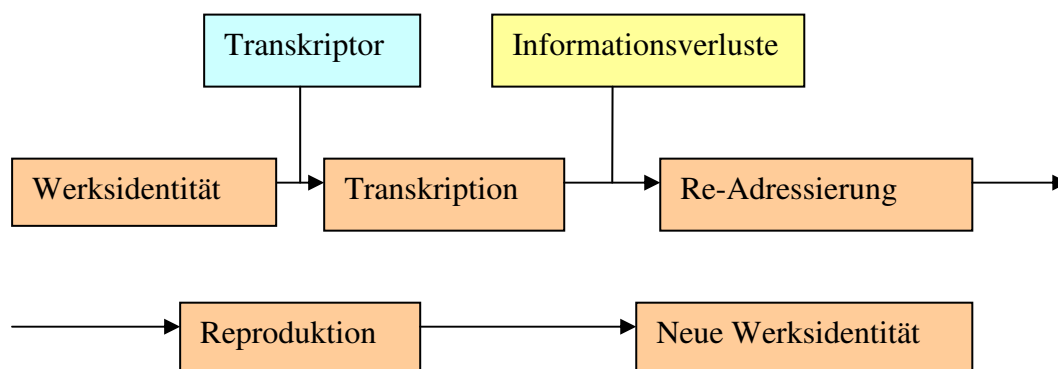 Transkriptor
Informationsverluste
Werksidentität
Transkription
Re-Adressierung
Reproduktion
Neue Werksidentität